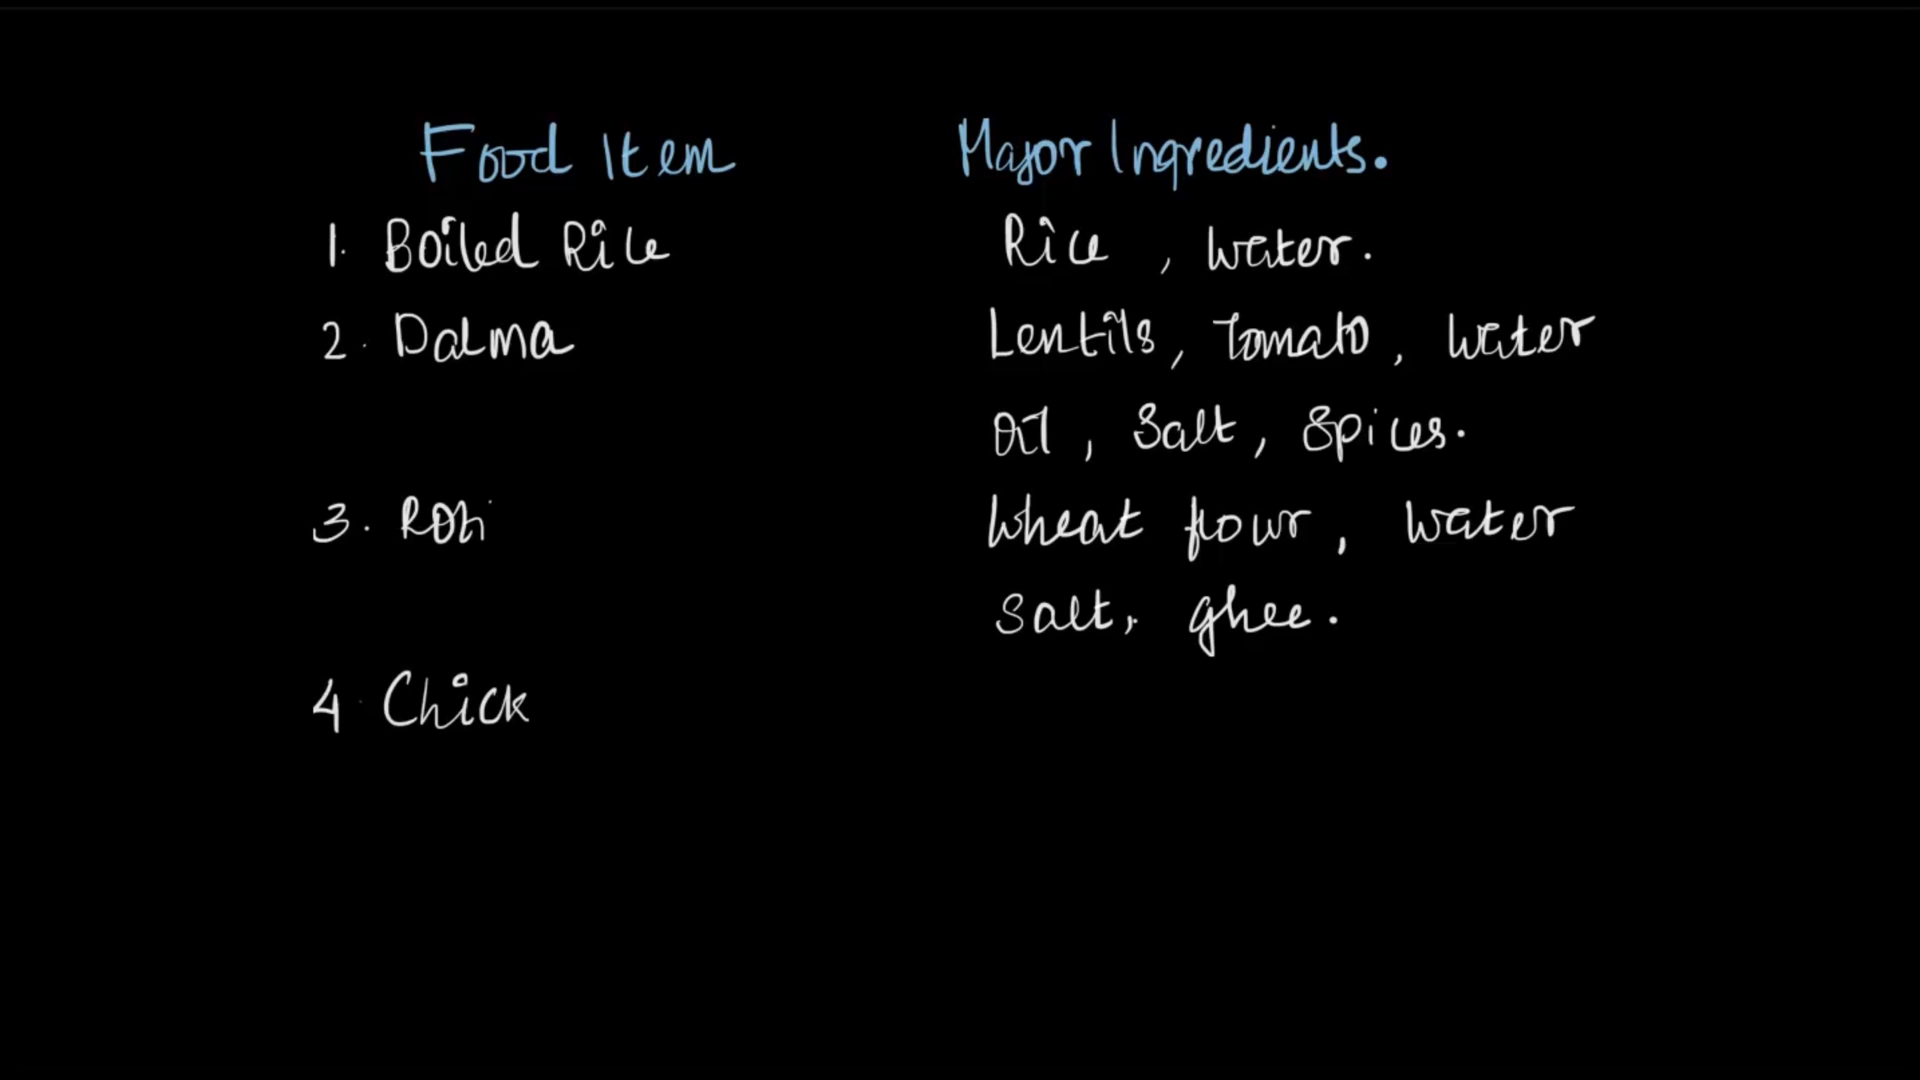 Food Item Major Ingredients.
1. Boiled Rice Rice, Water.
2. Dalma Lentils, Tomato, Water
Oil, Salt, Spices.
3. Roti Wheat flour, Water
Salt, ghee.
4. Chick